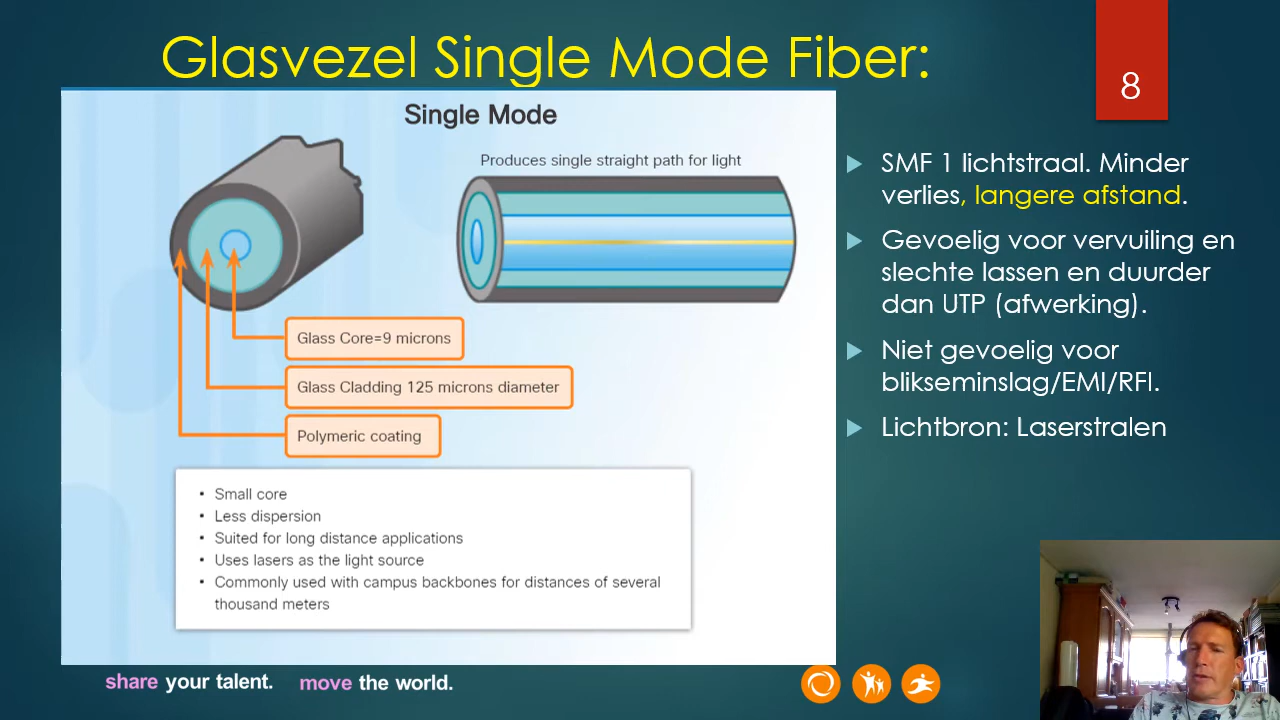 Glasvezel Single Mode Fiber:
8
Single Mode
Produces single straight path for light
Glass Core=9 microns
Glass Cladding 125 microns diameter
Polymeric coating
• Small core
• Less dispersion
• Suited for long distance applications
• Uses lasers as the light source
• Commonly used with campus backbones for distances of several
thousand meters
SMF 1 lichtstraal. Minder
verlies, langere afstand.
Gevoelig voor vervuiling en
slechte lassen en duurder
dan UTP (afwerking).
Niet gevoelig voor
blikseminslag/EMI/RFI.
Lichtbron: Laserstralen
share your talent. move the world.